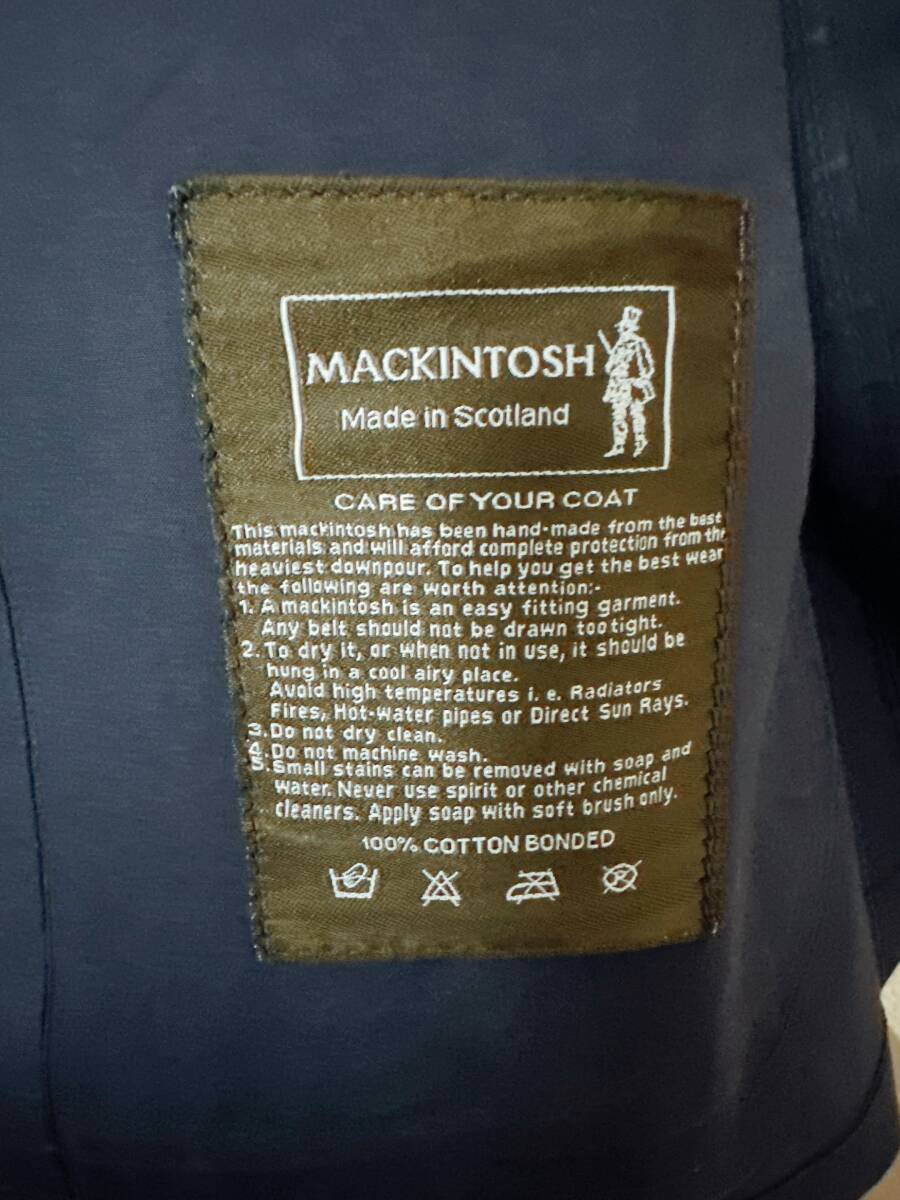 MACKINTOSH
Made in Scotland
CARE OF YOUR COAT
This mackintosh has been hand-made from the best
materials and will afford complete protection from the
heaviest downpour. To help you get the best wear
the following are worth attention:-
1. A mackintosh is an easy fitting garment.
Any belt should not be drawn too tight.
2. To dry it, or when not in use, it should be
hung in a cool airy place.
Avoid high temperatures i. e. Radiators
Fires, Hot-water pipes or Direct Sun Rays.
3. Do not dry clean.
4. Do not machine wash.
5. Small stains can be removed with soap and
water. Never use spirit or other chemical
cleaners. Apply soap with soft brush only.
100% COTTON BONDED